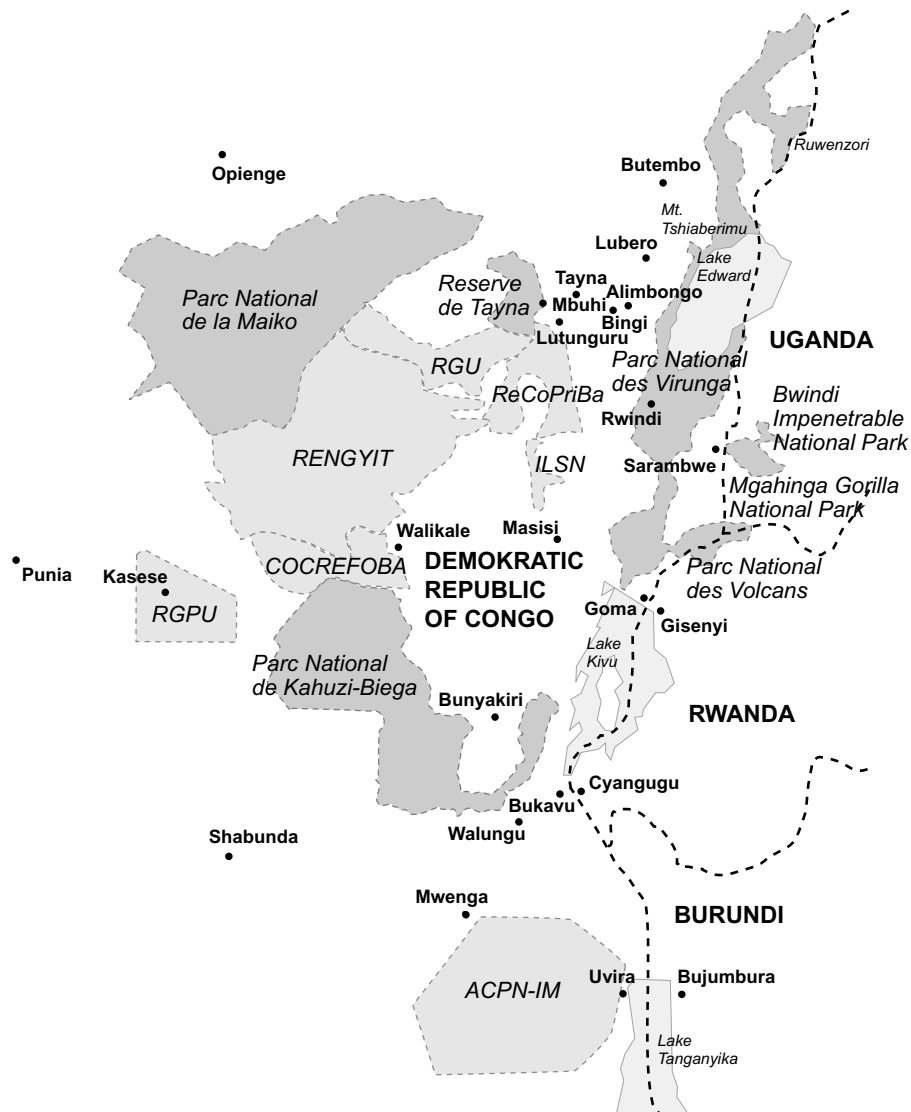 Ruwenzori
Opienge
Butembo
Mt.
Tshiaberimu
Lubero
Lake
Edward
Parc National
de la Maiko
Reserve
de Tayna
Tayna
Alimbongo
Mbuhi
Bingi
Lutunguru
UGANDA
RGU
Parc National
des Virunga
ReCoPriBa
Bwindi
Impenetrable
National Park
Rwindi
RENGYIT
ILSN
Sarambwe
Mgahinga Gorilla
National Park
Walikale
Masisi
COCREFOBA
DEMOKRATIC
REPUBLIC
OF CONGO
Punia
Kasese
RGPU
Parc National
des Volcans
Goma
Gisenyi
Lake
Kivu
Parc National
de Kahuzi-Biega
Bunyakiri
RWANDA
Cyangugu
Bukavu
Walungu
Shabunda
Mwenga
BURUNDI
ACPN-IM
Uvira
Bujumbura
Lake
Tanganyika